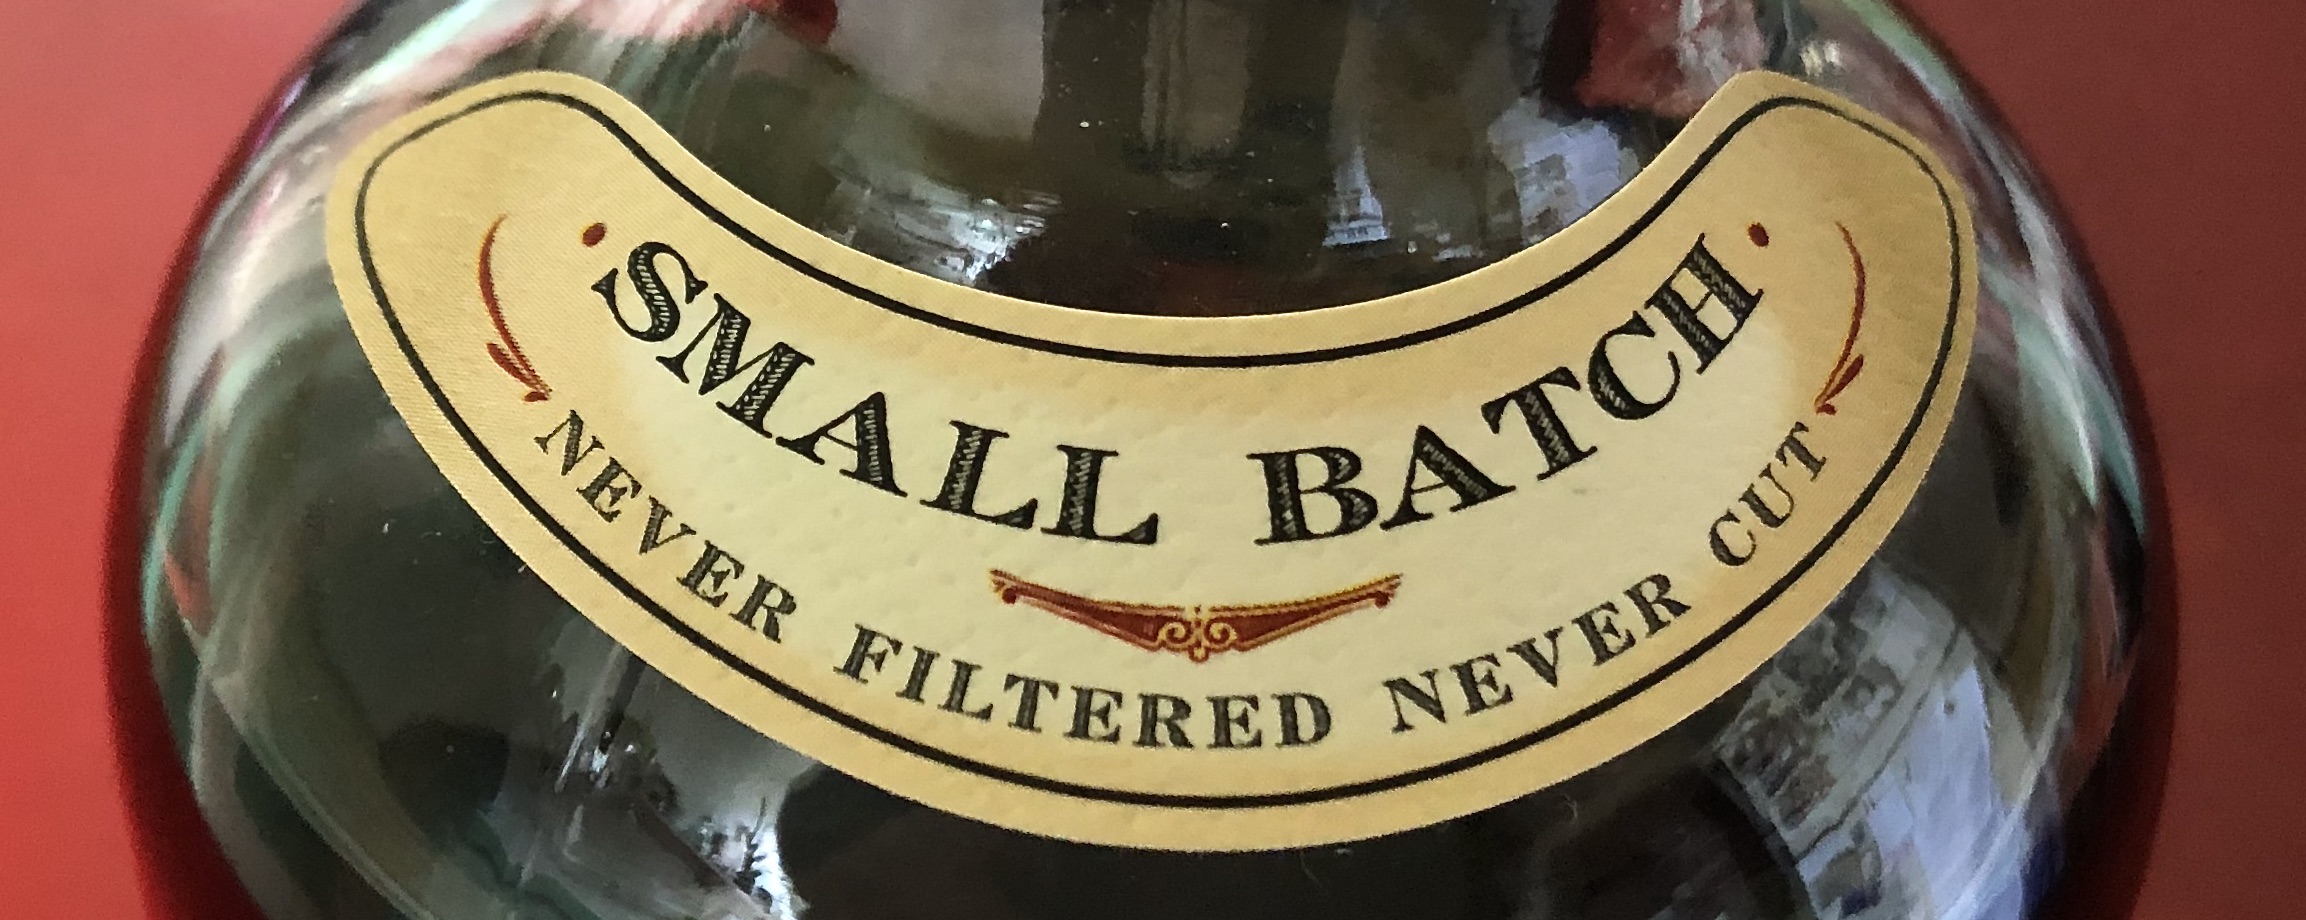 SMALL BATCH
NEVER FILTERED NEVER CUT